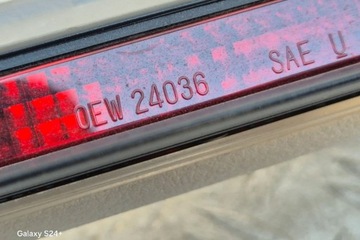 OEW 24036 SAE U
Galaxy S24+